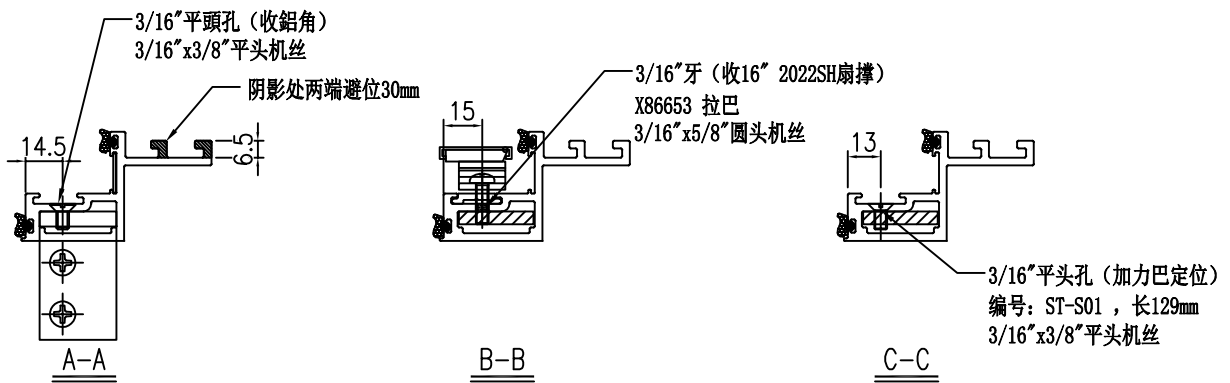 3/16"平頭孔（收鋁角）
3/16"x3/8"平头机丝
阴影处两端避位30mm
14.5
6.5
A-A
3/16"牙（收16" 2022SH扇撑）
X86653 拉巴
3/16"x5/8"圆头机丝
15
B-B
13
3/16"平头孔（加力巴定位）
编号：ST-S01 ，长129mm
3/16"x3/8"平头机丝
C-C